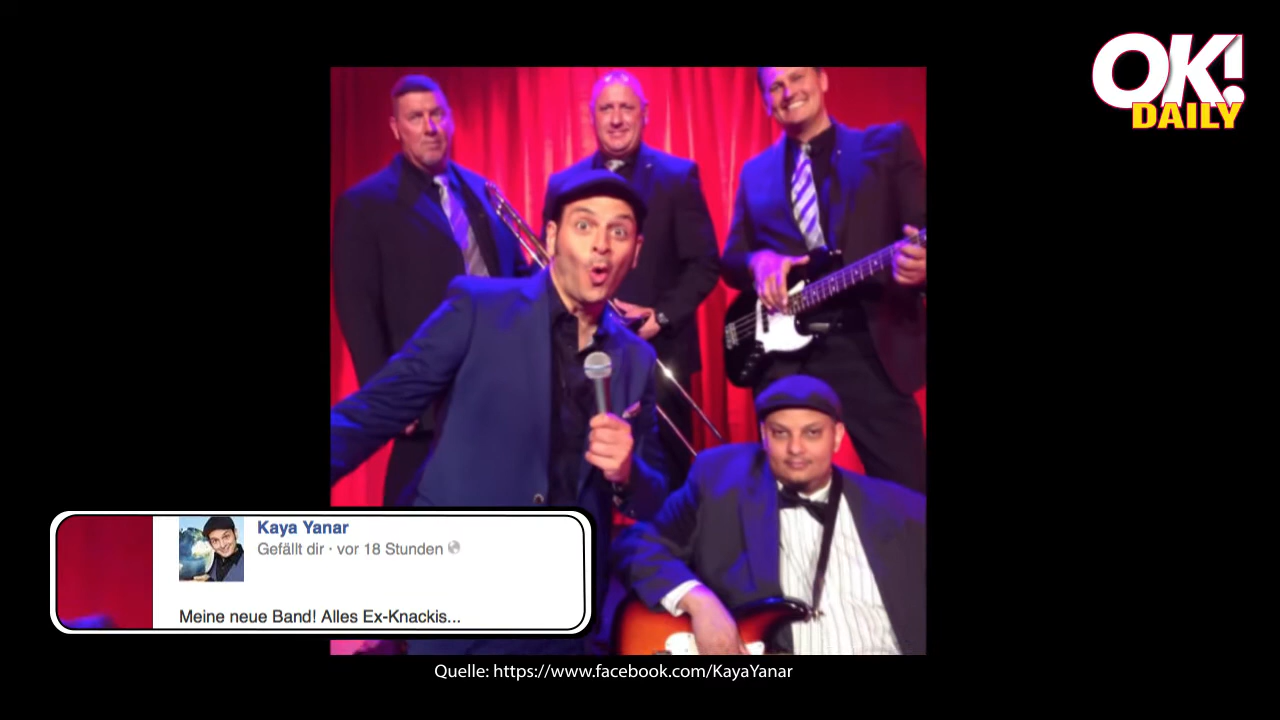 OK!
DAILY
Kaya Yanar
Gefällt dir · vor 18 Stunden
Meine neue Band! Alles Ex-Knackis...
Quelle: https://www.facebook.com/KayaYanar